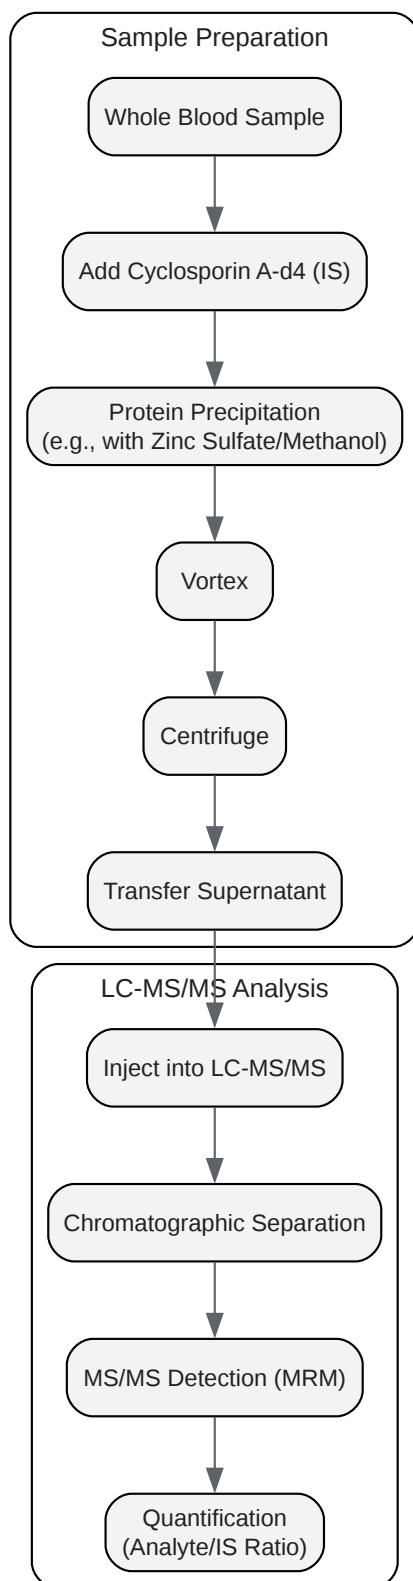 Sample Preparation
Whole Blood Sample
Add Cyclosporin A-d4 (IS)
Protein Precipitation
(e.g., with Zinc Sulfate/Methanol)
Vortex
Centrifuge
Transfer Supernatant
LC-MS/MS Analysis
Inject into LC-MS/MS
Chromatographic Separation
MS/MS Detection (MRM)
Quantification
(Analyte/IS Ratio)